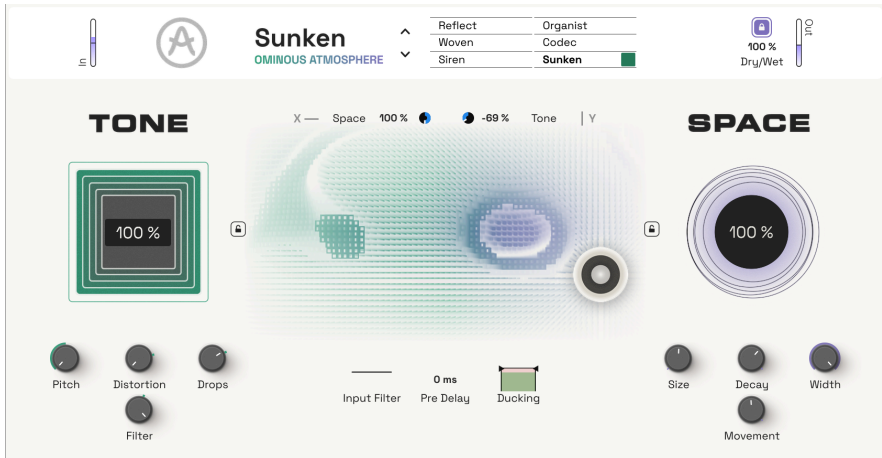 In
Sunken
OMINOUS ATMOSPHERE
Reflect
Organist
Woven
Codec
Siren
Sunken
100 %
Dry/Wet
Out
TONE
X Space 100 % -69 % Tone Y
SPACE
100 %
100 %
Pitch
Distortion
Drops
Filter
0 ms
Input Filter
Pre Delay
Ducking
Size
Decay
Width
Movement